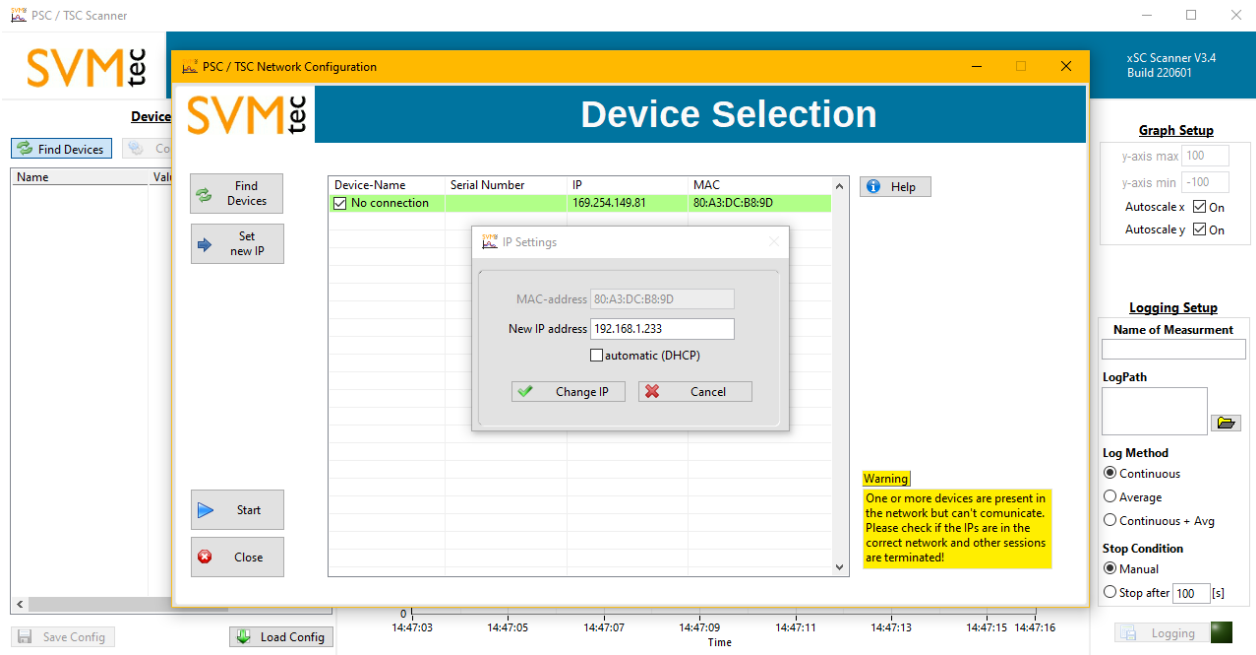 PSC / TSC Scanner
SVMtec
PSC / TSC Network Configuration
xSC Scanner V3.4
Build 220601
SVMtec
Device Selection
Device
Find Devices
Co
Name Valu
Find
Devices
Set
new IP
Start
Close
Device-Name Serial Number IP MAC
No connection 169.254.149.81 80:A3:DC:B8:9D
Help
IP Settings
MAC-address 80:A3:DC:B8:9D
New IP address 192.168.1.233
automatic (DHCP)
Change IP Cancel
Warning
One or more devices are present in
the network but can't comunicate.
Please check if the IPs are in the
correct network and other sessions
are terminated!
Graph Setup
y-axis max 100
y-axis min -100
Autoscale x On
Autoscale y On
Logging Setup
Name of Measurment
LogPath
Log Method
Continuous
Average
Continuous + Avg
Stop Condition
Manual
Stop after 100 [s]
Logging
Save Config Load Config
0
14:47:03 14:47:05 14:47:07 14:47:09 14:47:11 14:47:13 14:47:15 14:47:16
Time